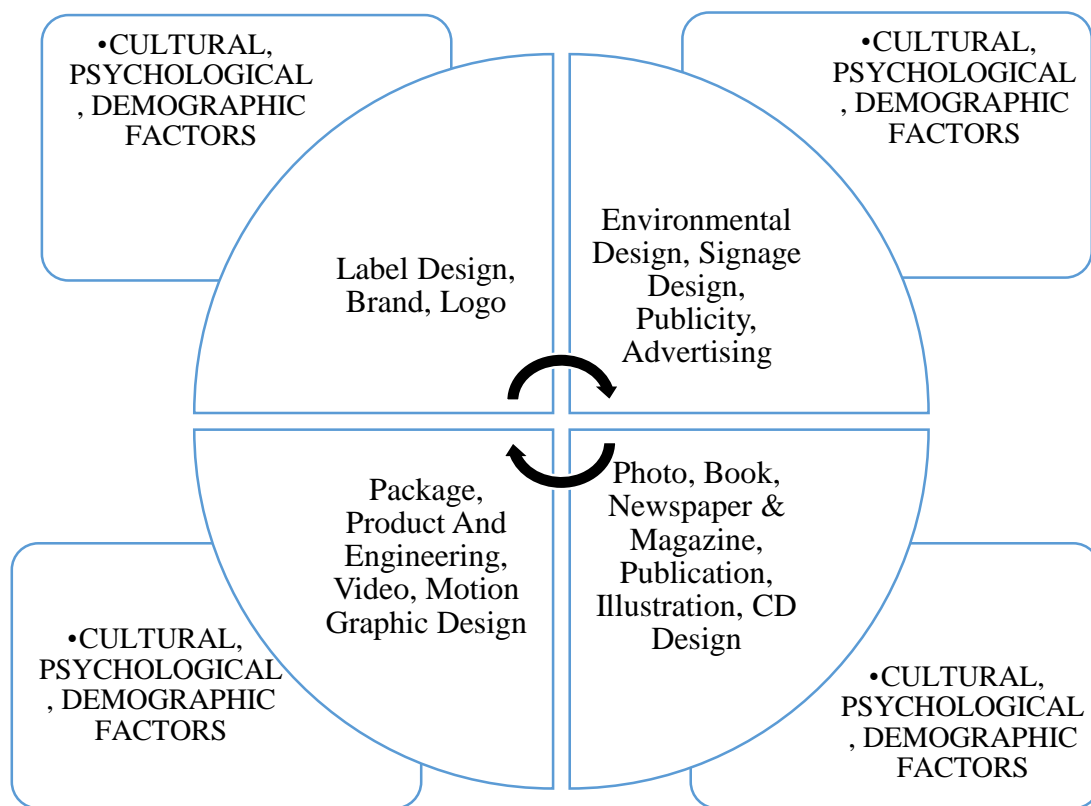 •CULTURAL,
PSYCHOLOGICAL
, DEMOGRAPHIC
FACTORS
•CULTURAL,
PSYCHOLOGICAL
, DEMOGRAPHIC
FACTORS
Label Design,
Brand, Logo
Environmental
Design, Signage
Design,
Publicity,
Advertising
Package,
Product And
Engineering,
Video, Motion
Graphic Design
Photo, Book,
Newspaper &
Magazine,
Publication,
Illustration, CD
Design
•CULTURAL,
PSYCHOLOGICAL
, DEMOGRAPHIC
FACTORS
•CULTURAL,
PSYCHOLOGICAL
, DEMOGRAPHIC
FACTORS